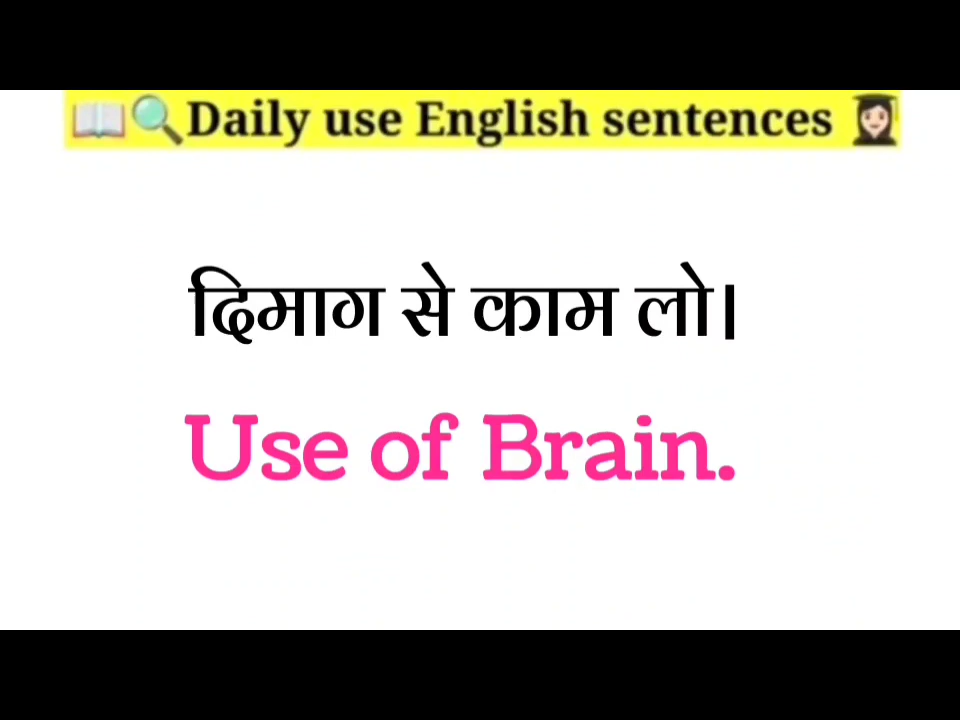 📖🔍Daily use English sentences 👩🏻‍🎓
दिमाग से काम लो।
Use of Brain.